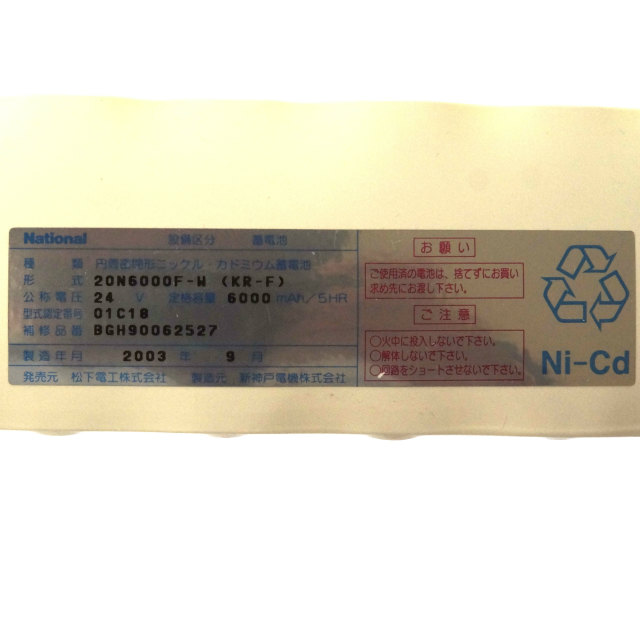 National 設備区分 蓄電池
種類 円筒密閉形ニッケル・カドミウム蓄電池
形式 20N6000F-W (KR-F)
公称電圧 24 V 定格容量 6000 mAh/5HR
型式認定番号 01C18
補修品番 BGH90062527
製造年月 2003 年 9 月
発売元 松下電工株式会社 製造元 新神戸電機株式会社
お願い
ご使用済の電池は、捨てずにお買い
求め先にお渡し下さい。
ご注意
○火中に投入しないで下さい。
○解体しないで下さい。
○回路をショートさせないで下さい。
Ni-Cd